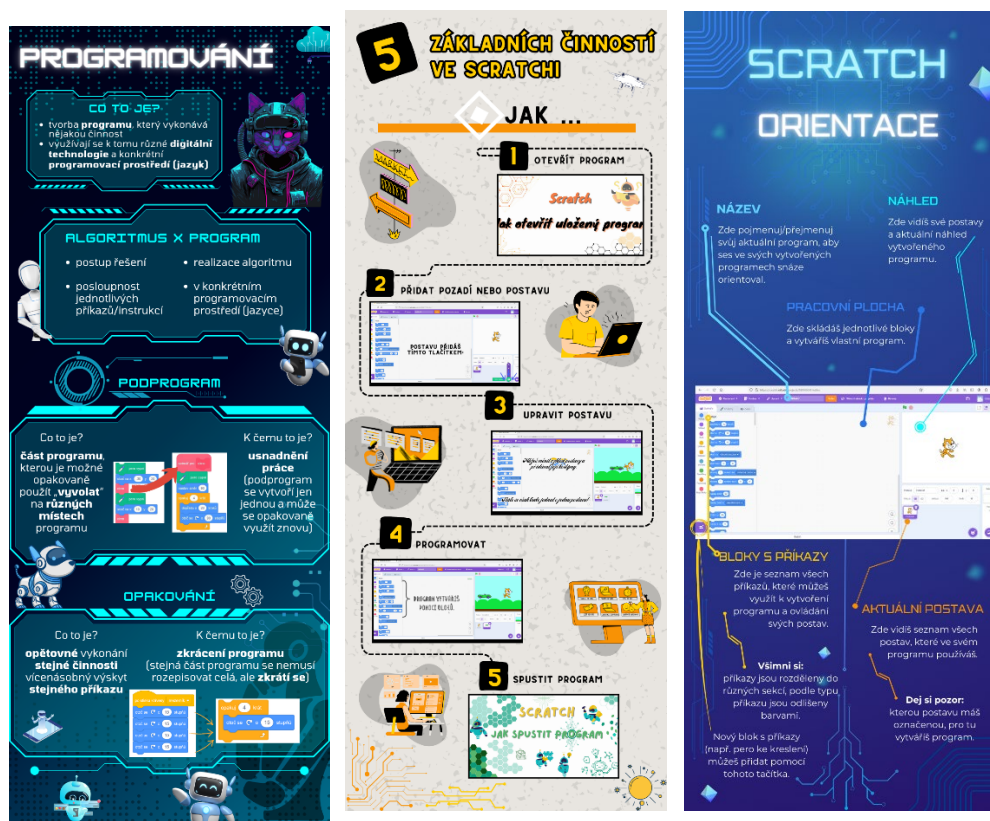 PROGRAMOVÁNÍ
CO TO JE?
• tvorba programu, který vykonává
nějakou činnost
• využívají se k tomu různé digitální
technologie a konkrétní
programovací prostředí (jazyk)
ALGORITMUS X PROGRAM
• postup řešení
• posloupnost
jednotlivých
příkazů/instrukcí
• realizace algoritmu
• v konkrétním
programovacím
prostředí (jazyce)
PODPROGRAM
Co to je?
část programu,
kterou je možné
opakovaně
použít „vyvolat"
na různých
místech
programu
K čemu to je?
usnadnění
práce
(podprogram
se vytvoří jen
jednou a může
se opakovaně
využít znovu)
OPAKOVÁNÍ
Co to je?
opětovné vykonání
stejné činnosti
vícenásobný výskyt
stejného příkazu
K čemu to je?
zkrácení programu
(stejná část programu se nemusí
rozepisovat celá, ale zkrátí se)
5
ZÁKLADNÍCH ČINNOSTÍ
VE SCRATCHI
JAK ...
1
OTEVŘÍT PROGRAM
Scratch
Jak otevřít uložený program
2
PŘIDAT POZADÍ NEBO POSTAVU
POSTAVU PŘIDÁŠ
TÍMTO TLAČÍTKEM:
3
UPRAVIT POSTAVU
4
PROGRAMOVAT
PROGRAM VYTVÁŘÍŠ
POMOCÍ BLOKŮ.
5
SPUSTIT PROGRAM
SCRATCH
JAK SPUSTIT PROGRAM
SCRATCH
ORIENTACE
NÁZEV
Zde pojmenuj/přejmenuj
svůj aktuální program, aby
ses ve svých vytvořených
programech snáze
orientoval.
NÁHLED
Zde vidíš své postavy
a aktuální náhled
vytvořeného
programu.
PRACOVNÍ PLOCHA
Zde skládáš jednotlivé bloky
a vytváříš vlastní program.
BLOKY S PŘÍKAZY
Zde je seznam všech
příkazů, které můžeš
využít k vytvoření
programu a ovládání
svých postav.
Všimni si:
příkazy jsou rozděleny do
různých sekcí, podle typu
příkazu jsou odlišeny
barvami.
Nový blok s příkazy
(např. pero ke kreslení)
můžeš přidat pomocí
tohoto tačítka.
AKTUÁLNÍ POSTAVA
Zde vidíš seznam všech
postav, které ve svém
programu používáš.
Dej si pozor:
kterou postavu máš
označenou, pro tu
vytváříš program.